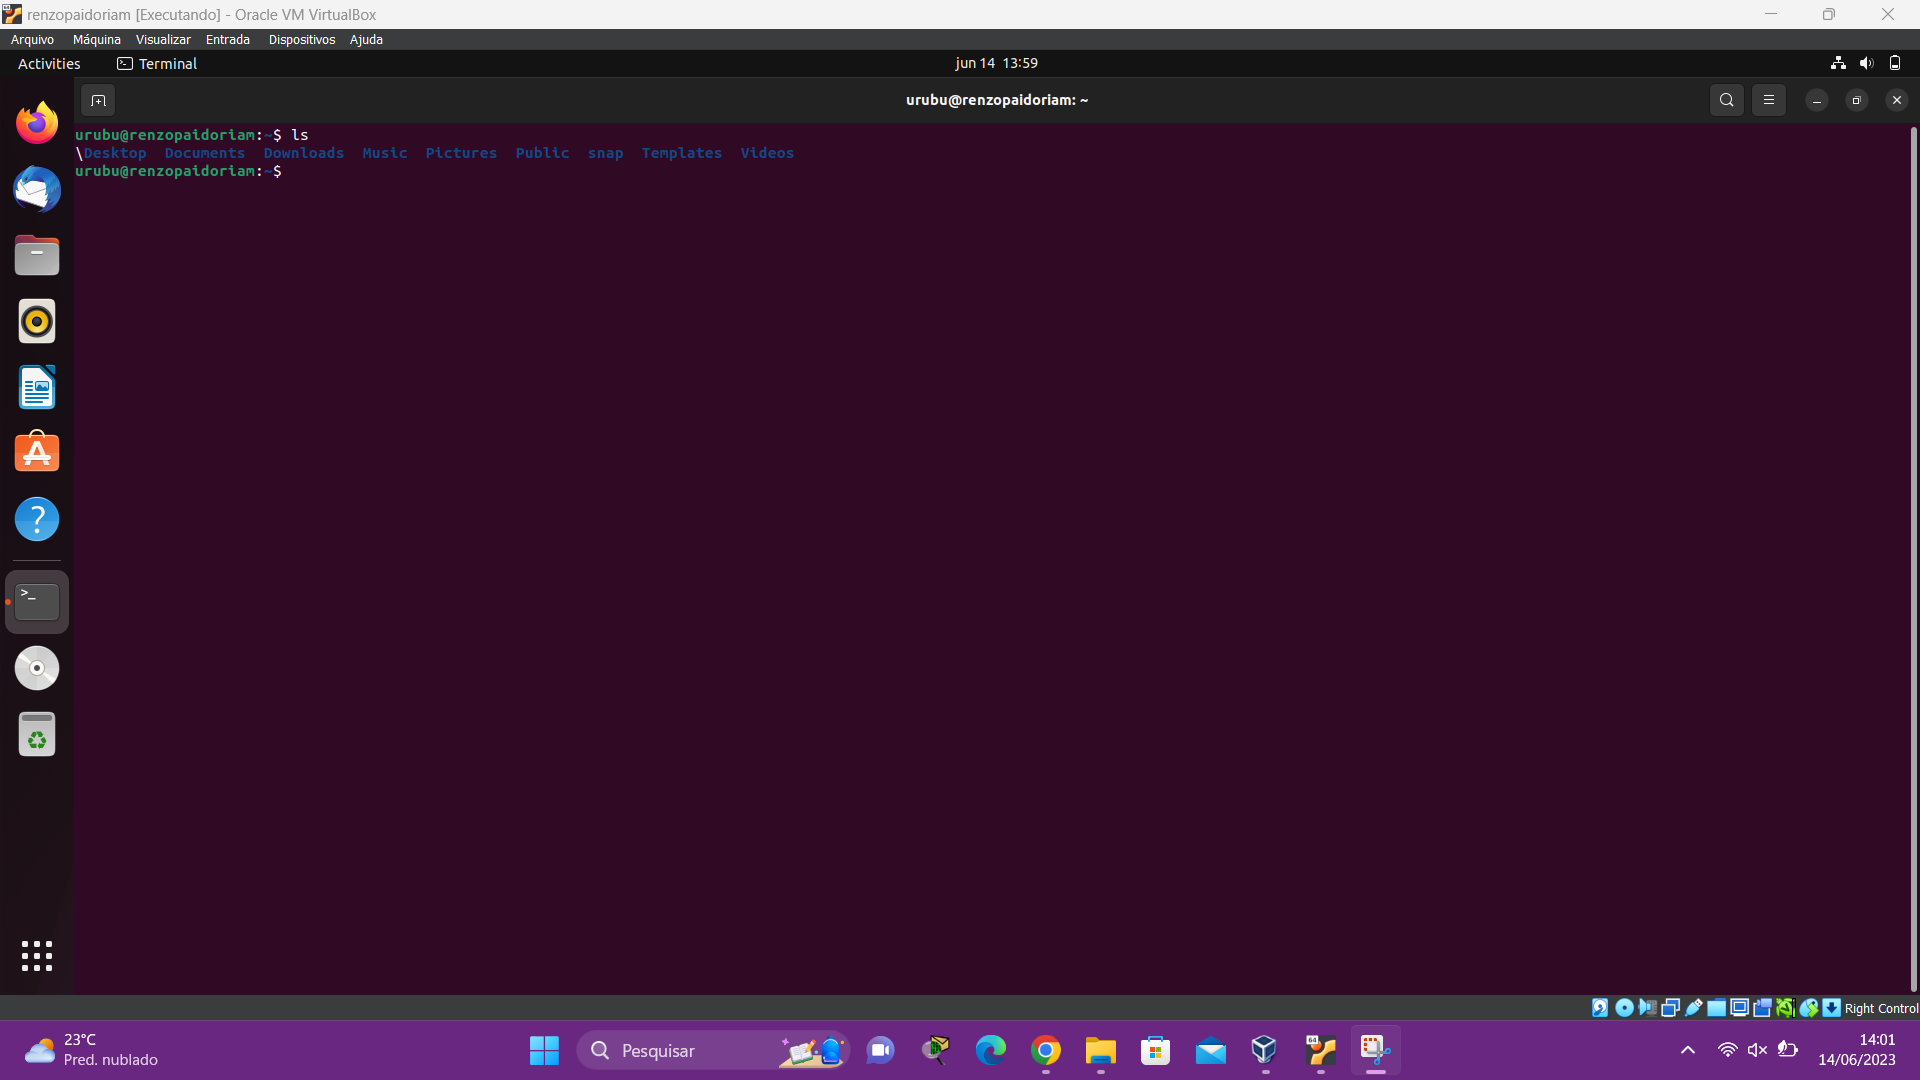 renzopaidoriam [Executando] - Oracle VM VirtualBox
Arquivo Máquina Visualizar Entrada Dispositivos Ajuda
Activities Terminal jun 14 13:59
urubu@renzopaidoriam: ~
urubu@renzopaidoriam:~$ ls
\Desktop Documents Downloads Music Pictures Public snap Templates Videos
urubu@renzopaidoriam:~$
Right Control
23°C
Pred. nublado
Pesquisar
64
14:01
14/06/2023